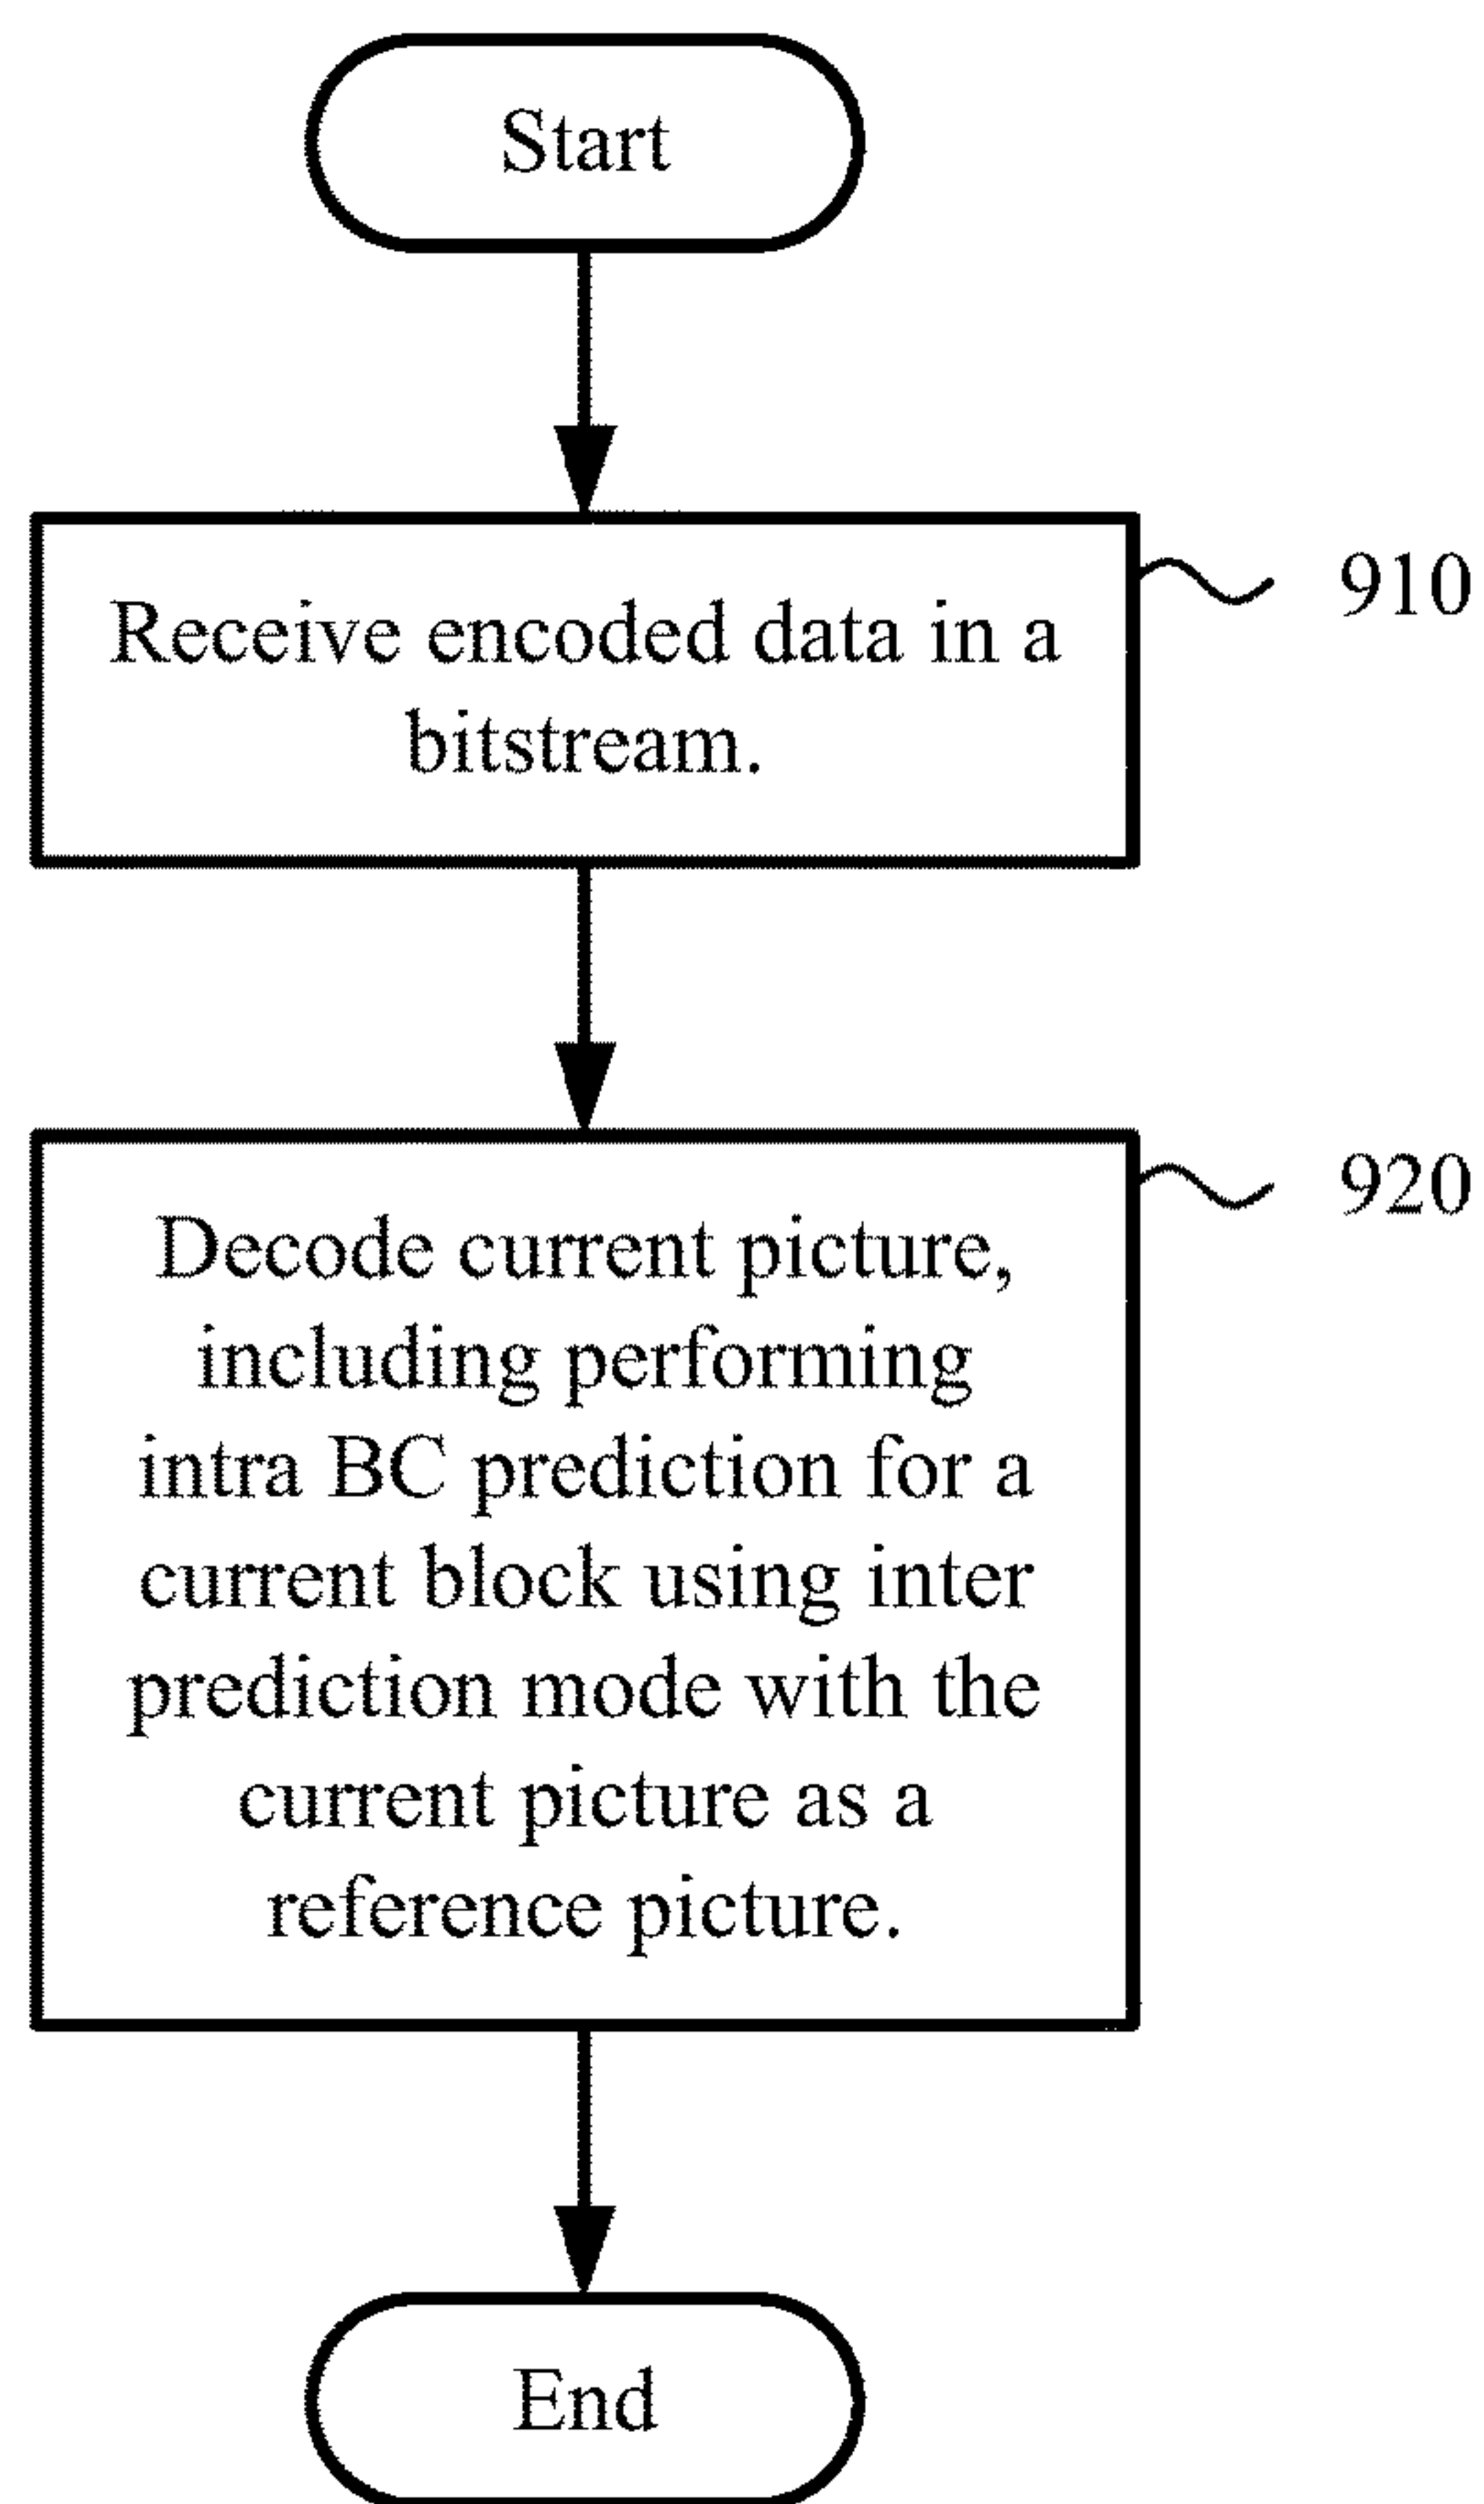 Start
Receive encoded data in a
bitstream.
910
Decode current picture,
including performing
intra BC prediction for a
current block using inter
prediction mode with the
current picture as a
reference picture.
920
End